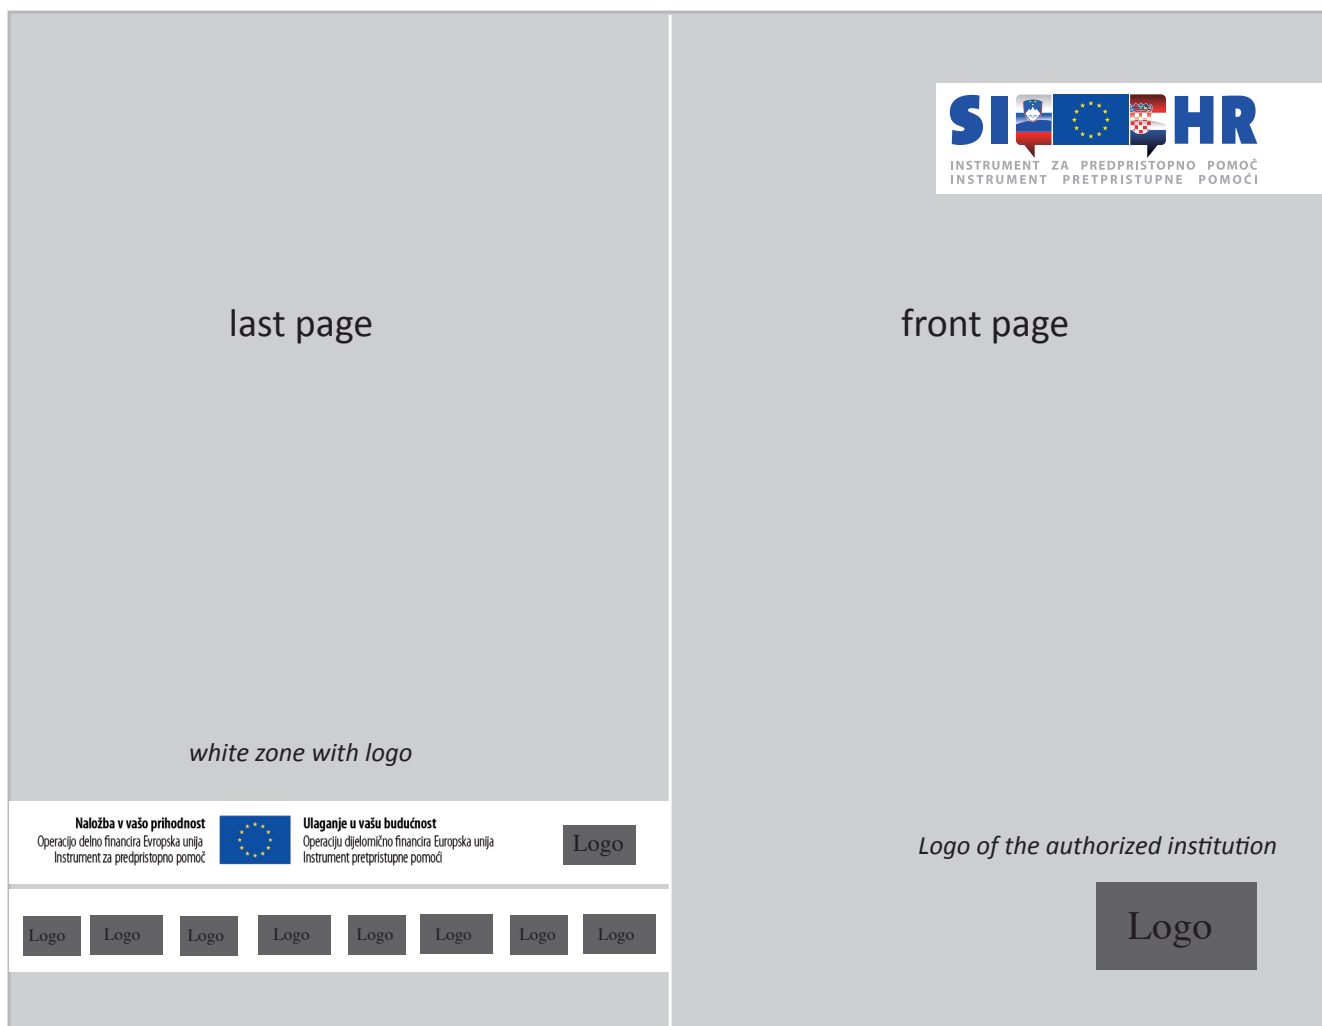 last page
white zone with logo
Naložba v vašo prihodnost
Operacijo delno financira Evropska unija
Instrument za predpristopno pomoč
Ulaganje u vašu budućnost
Operaciju dijelomično financira Europska unija
Instrument pretpristupne pomoći
Logo
Logo Logo Logo Logo Logo Logo Logo Logo
SI HR
INSTRUMENT ZA PREDPRISTOPNO POMOČ
INSTRUMENT PRETPRISTUPNE POMOĆI
front page
Logo of the authorized institution
Logo